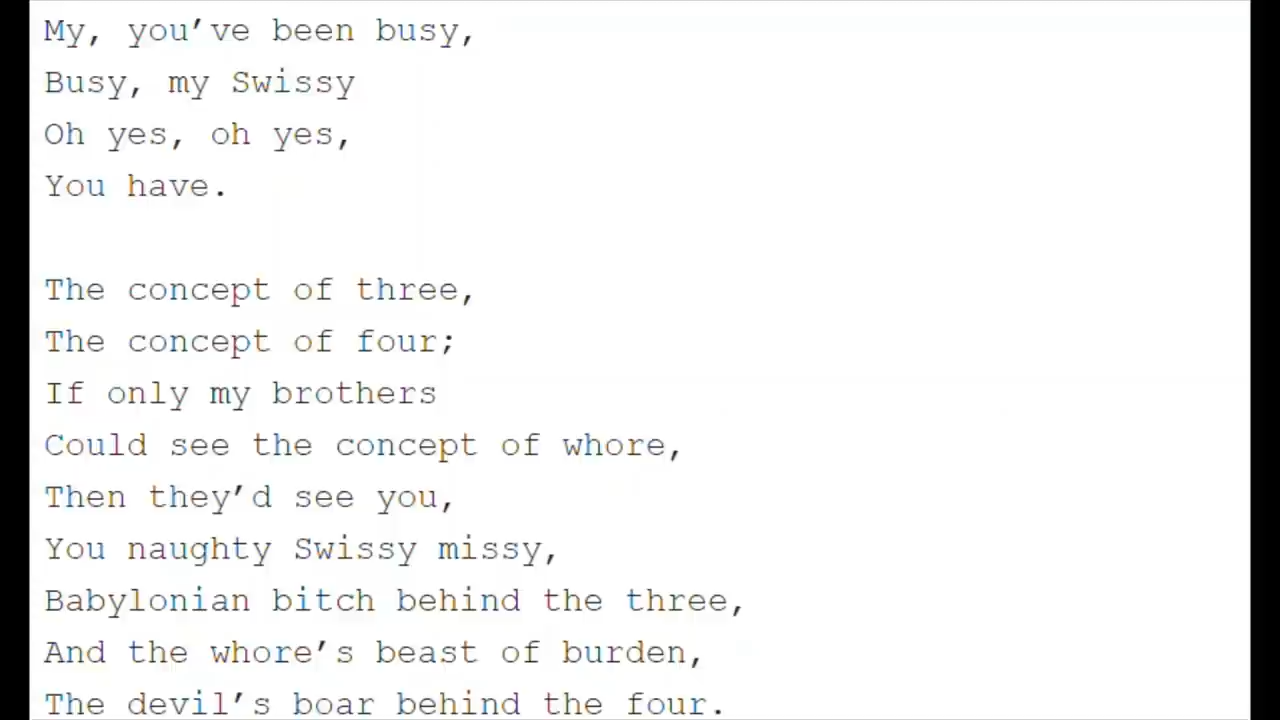 My, you’ve been busy,
Busy, my Swissy
Oh yes, oh yes,
You have.

The concept of three,
The concept of four;
If only my brothers
Could see the concept of whore,
Then they’d see you,
You naughty Swissy missy,
Babylonian bitch behind the three,
And the whore’s beast of burden,
The devil’s boar behind the four.